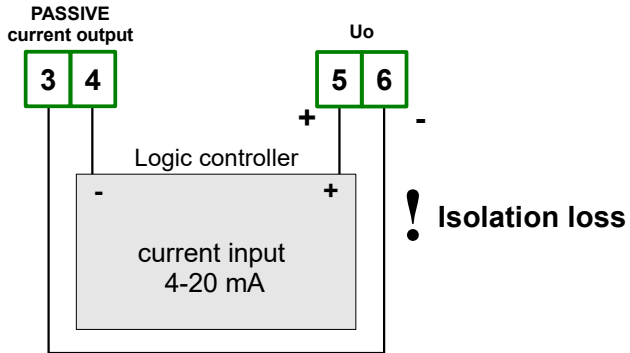 PASSIVE
current output
Uo
3 4
5 6
+ -
Logic controller
- +
! Isolation loss
current input
4-20 mA